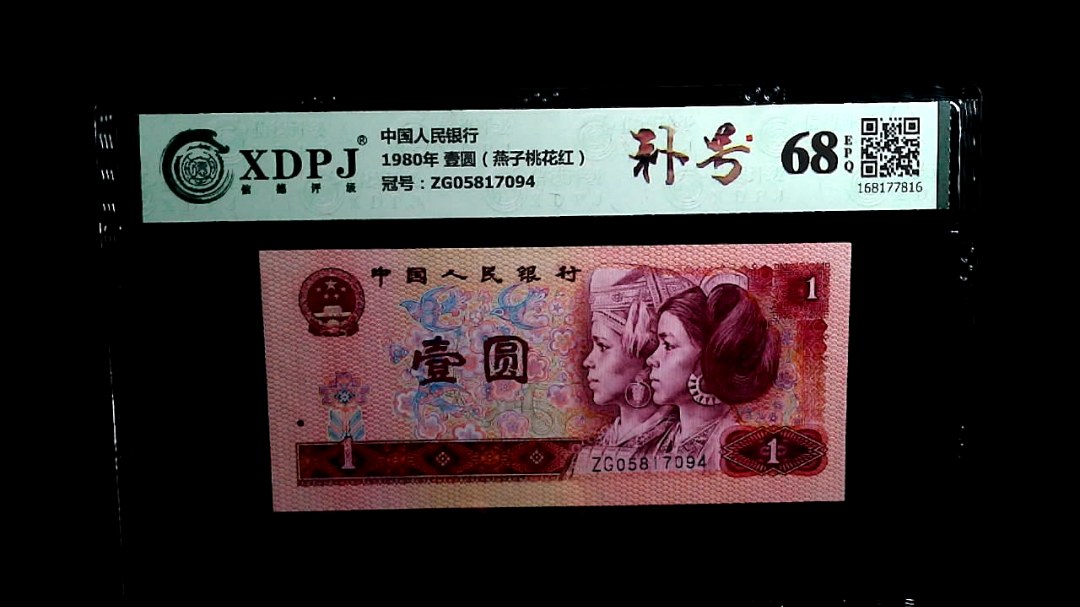 XDPJ®
信德评级
中国人民银行
1980年 壹圆（燕子桃花红）
冠号：ZG05817094
补号
68
EPQ
168177816
中国人民银行
1
壹圆
1
ZG05817094
1